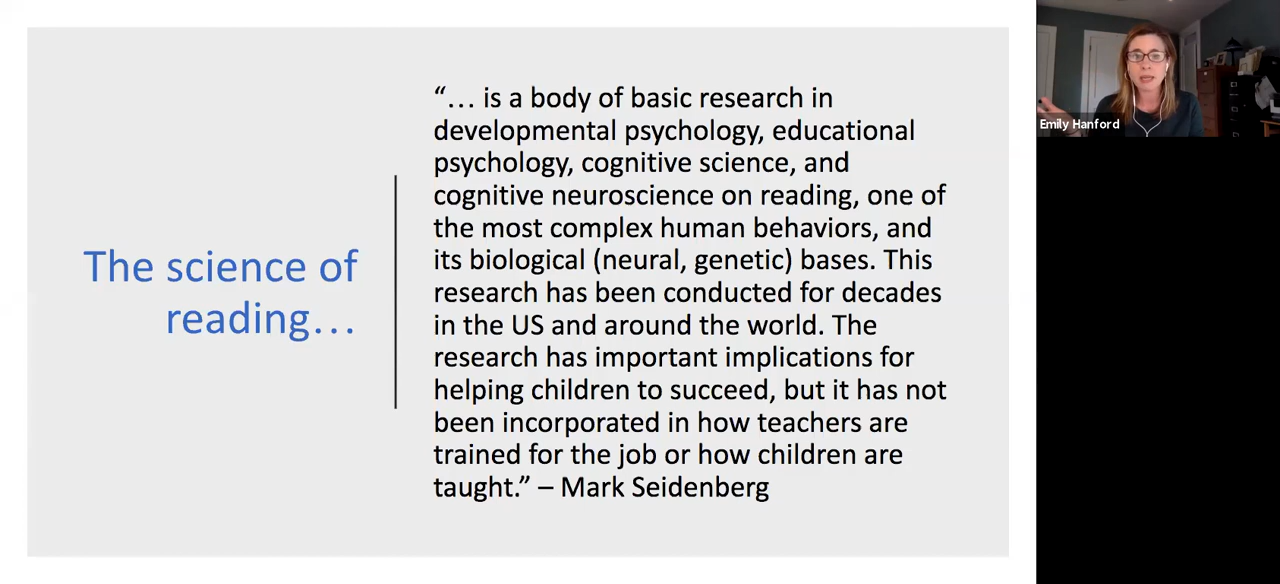 The science of
reading…
“… is a body of basic research in
developmental psychology, educational
psychology, cognitive science, and
cognitive neuroscience on reading, one of
the most complex human behaviors, and
its biological (neural, genetic) bases. This
research has been conducted for decades
in the US and around the world. The
research has important implications for
helping children to succeed, but it has not
been incorporated in how teachers are
trained for the job or how children are
taught.” – Mark Seidenberg
Emily Hanford